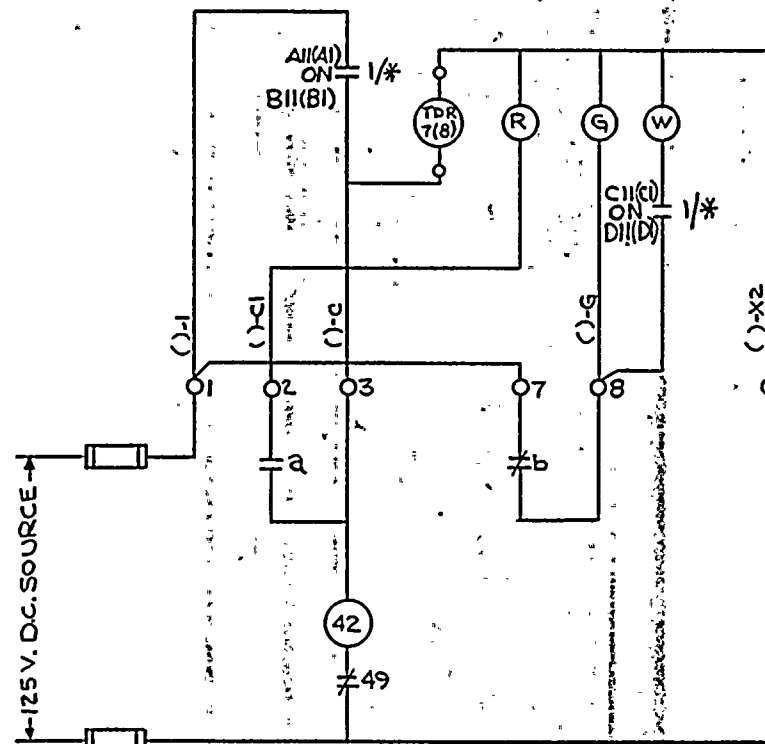 A11(A1)
ON
B11(B1)
1/*
TDR
7(8)
R
G
W
C11(C1)
ON
D11(D1)
1/*
()-1
()-C1
()-C
()-G
()-X2
1
2
3
7
8
a
b
125 V. D.C. SOURCE
42
49